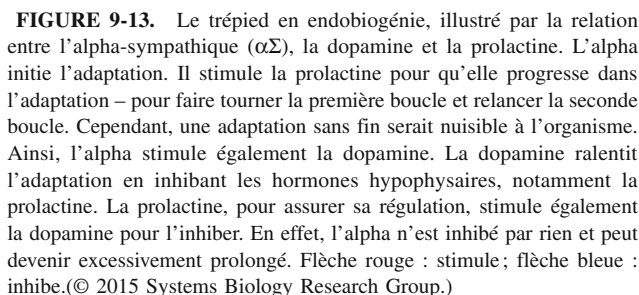 FIGURE 9-13. Le trépied en endobiogénie, illustré par la relation
entre l’alpha-sympathique (αΣ), la dopamine et la prolactine. L’alpha
initie l’adaptation. Il stimule la prolactine pour qu’elle progresse dans
l’adaptation – pour faire tourner la première boucle et relancer la seconde
boucle. Cependant, une adaptation sans fin serait nuisible à l’organisme.
Ainsi, l’alpha stimule également la dopamine. La dopamine ralentit
l’adaptation en inhibant les hormones hypophysaires, notamment la
prolactine. La prolactine, pour assurer sa régulation, stimule également
la dopamine pour l’inhiber. En effet, l’alpha n’est inhibé par rien et peut
devenir excessivement prolongé. Flèche rouge : stimule ; flèche bleue :
inhibe.(© 2015 Systems Biology Research Group.)